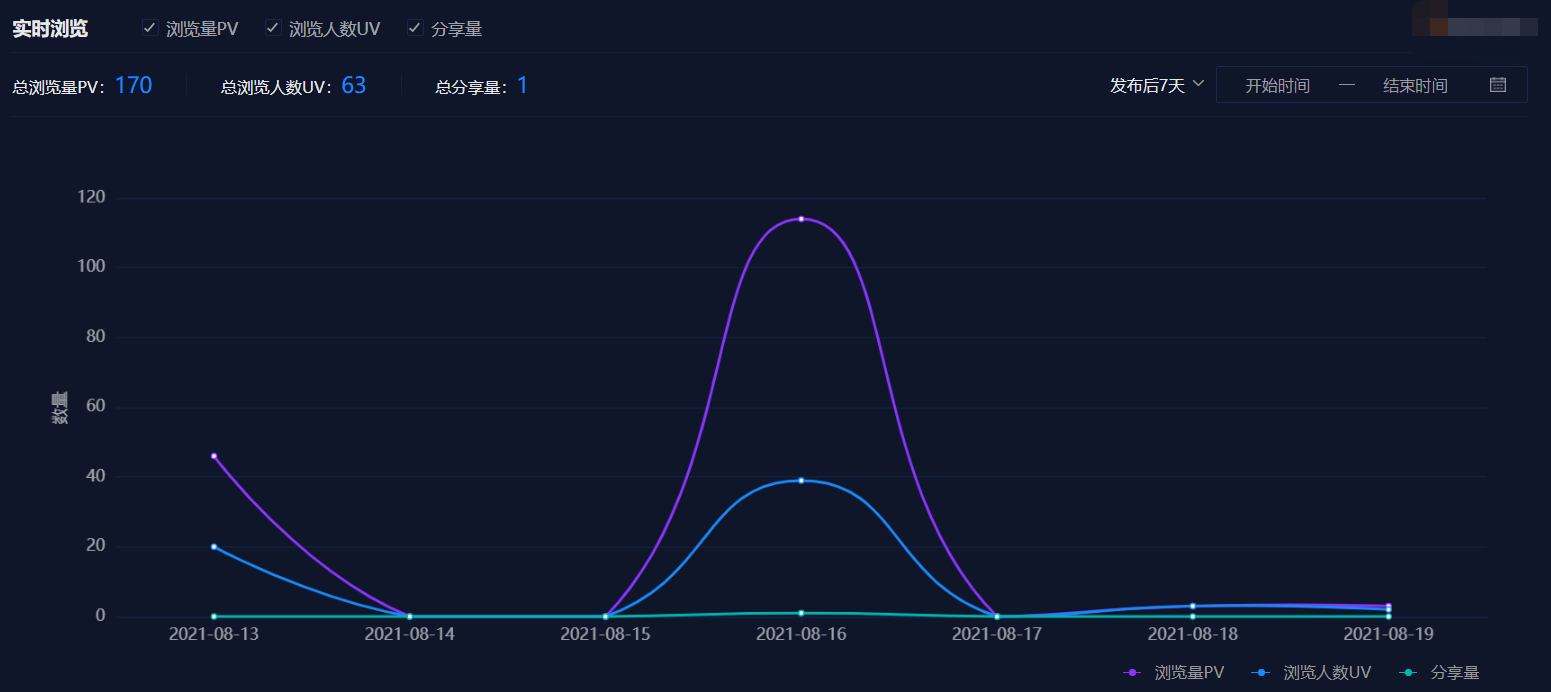 实时浏览 浏览量PV 浏览人数UV 分享量
总浏览量PV: 170 总浏览人数UV: 63 总分享量: 1 发布后7天 开始时间 — 结束时间
120
100
80
60
数量
40
20
0
2021-08-13 2021-08-14 2021-08-15 2021-08-16 2021-08-17 2021-08-18 2021-08-19
浏览量PV 浏览人数UV 分享量